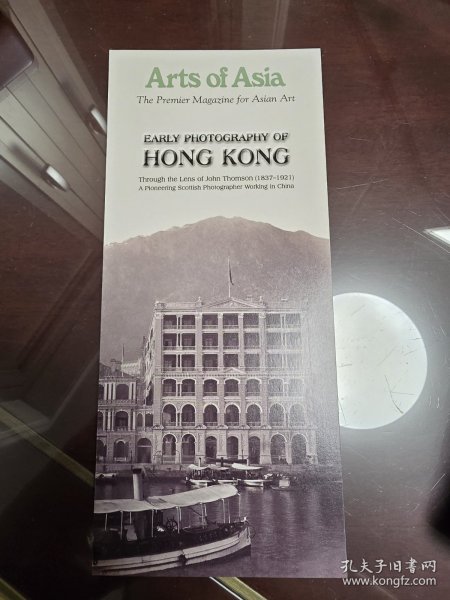 Arts of Asia
The Premier Magazine for Asian Art
EARLY PHOTOGRAPHY OF
HONG KONG
Through the Lens of John Thomson (1837–1921)
A Pioneering Scottish Photographer Working in China
孔夫子旧书网
www.kongfz.com